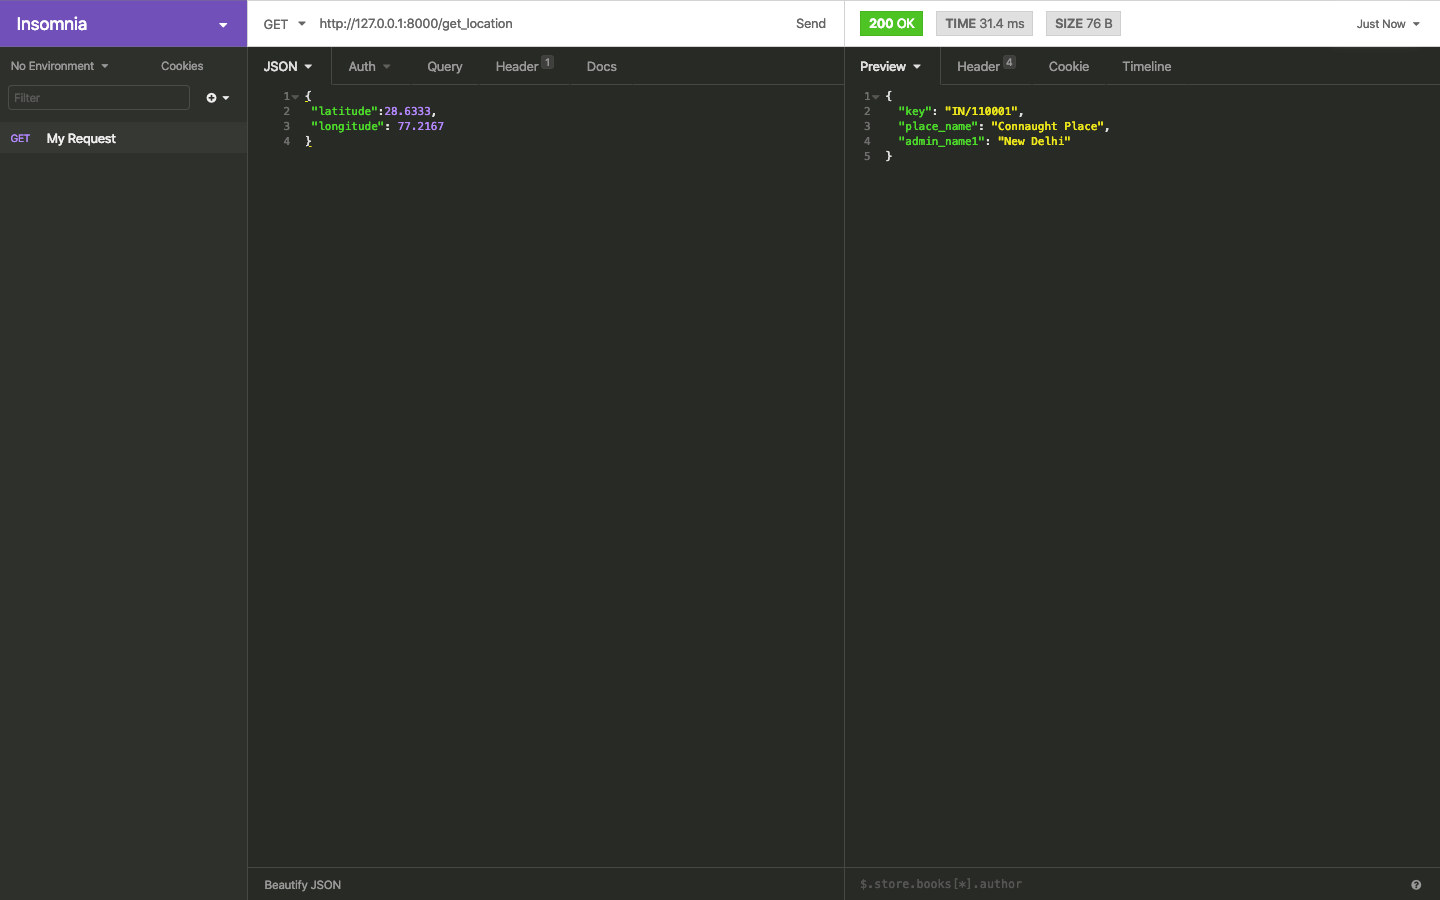 Insomnia
GET http://127.0.0.1:8000/get_location Send
200 OK TIME 31.4 ms SIZE 76 B Just Now
No Environment Cookies
Filter
GET My Request
JSON Auth Query Header 1 Docs
1 {
2 "latitude":28.6333,
3 "longitude": 77.2167
4 }
Beautify JSON
Preview Header 4 Cookie Timeline
1 {
2 "key": "IN/110001",
3 "place_name": "Connaught Place",
4 "admin_name1": "New Delhi"
5 }
$.store.books[*].author